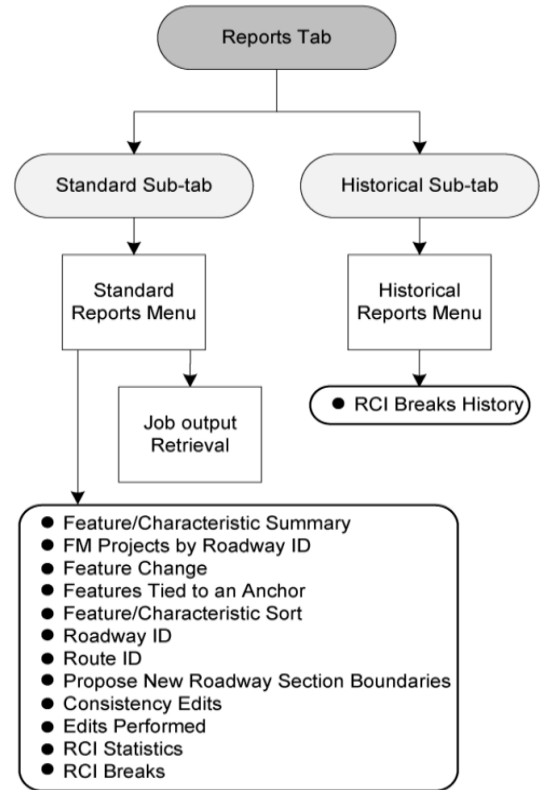 Reports Tab
Standard Sub-tab
Historical Sub-tab
Standard
Reports Menu
Historical
Reports Menu
Job output
Retrieval
● RCI Breaks History
● Feature/Characteristic Summary
● FM Projects by Roadway ID
● Feature Change
● Features Tied to an Anchor
● Feature/Characteristic Sort
● Roadway ID
● Route ID
● Propose New Roadway Section Boundaries
● Consistency Edits
● Edits Performed
● RCI Statistics
● RCI Breaks